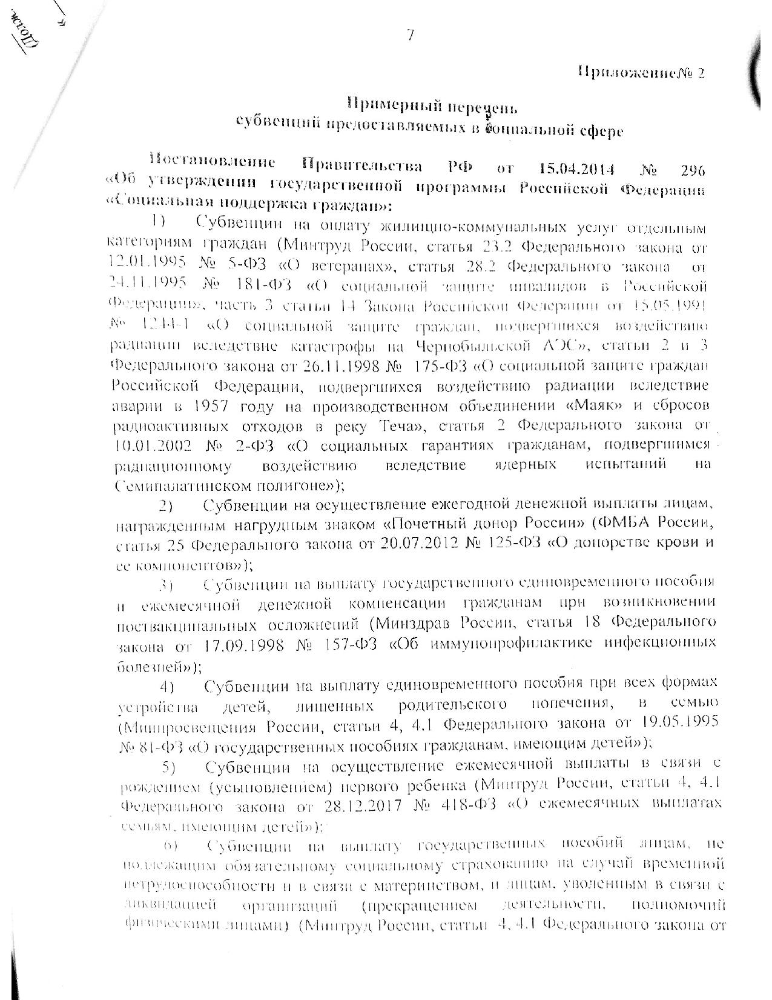 7
Приложение№ 2
Примерный перечень
субвенций предоставляемых в социальной сфере
Постановление Правительства РФ от 15.04.2014 № 296
«Об утверждении государственной программы Российской Федерации
«Социальная поддержка граждан»:
1) Субвенции на оплату жилищно-коммунальных услуг отдельным
категориям граждан (Минтруд России, статья 23.2 Федерального закона от
12.01.1995 № 5-ФЗ «О ветеранах», статья 28.2 Федерального закона от
24.11.1995 № 181-ФЗ «О социальной защите инвалидов в Российской
Федерации», часть 3 статьи 14 Закона Российской Федерации от 15.05.1991
№ 1244-1 «О социальной защите граждан, подвергшихся воздействию
радиации вследствие катастрофы на Чернобыльской АЭС», статьи 2 и 3
Федерального закона от 26.11.1998 № 175-ФЗ «О социальной защите граждан
Российской Федерации, подвергшихся воздействию радиации вследствие
аварии в 1957 году на производственном объединении «Маяк» и сбросов
радиоактивных отходов в реку Теча», статья 2 Федерального закона от
10.01.2002 № 2-ФЗ «О социальных гарантиях гражданам, подвергшимся
радиационному воздействию вследствие ядерных испытаний на
Семипалатинском полигоне»);
2) Субвенции на осуществление ежегодной денежной выплаты лицам,
награжденным нагрудным знаком «Почетный донор России» (ФМБА России,
статья 25 Федерального закона от 20.07.2012 № 125-ФЗ «О донорстве крови и
ее компонентов»);
3) Субвенции на выплату государственного единовременного пособия
и ежемесячной денежной компенсации гражданам при возникновении
поствакцинальных осложнений (Минздрав России, статья 18 Федерального
закона от 17.09.1998 № 157-ФЗ «Об иммунопрофилактике инфекционных
болезней»);
4) Субвенции на выплату единовременного пособия при всех формах
устройства детей, лишенных родительского попечения, в семью
(Минпросвещения России, статьи 4, 4.1 Федерального закона от 19.05.1995
№ 81-ФЗ «О государственных пособиях гражданам, имеющим детей»);
5) Субвенции на осуществление ежемесячной выплаты в связи с
рождением (усыновлением) первого ребенка (Минтруд России, статьи 4, 4.1
Федерального закона от 28.12.2017 № 418-ФЗ «О ежемесячных выплатах
семьям, имеющим детей»);
6) Субвенции на выплату государственных пособий лицам, не
подлежащим обязательному социальному страхованию на случай временной
нетрудоспособности и в связи с материнством, и лицам, уволенным в связи с
ликвидацией организаций (прекращением деятельности, полномочий
физическими лицами) (Минтруд России, статьи 4, 4.1 Федерального закона от